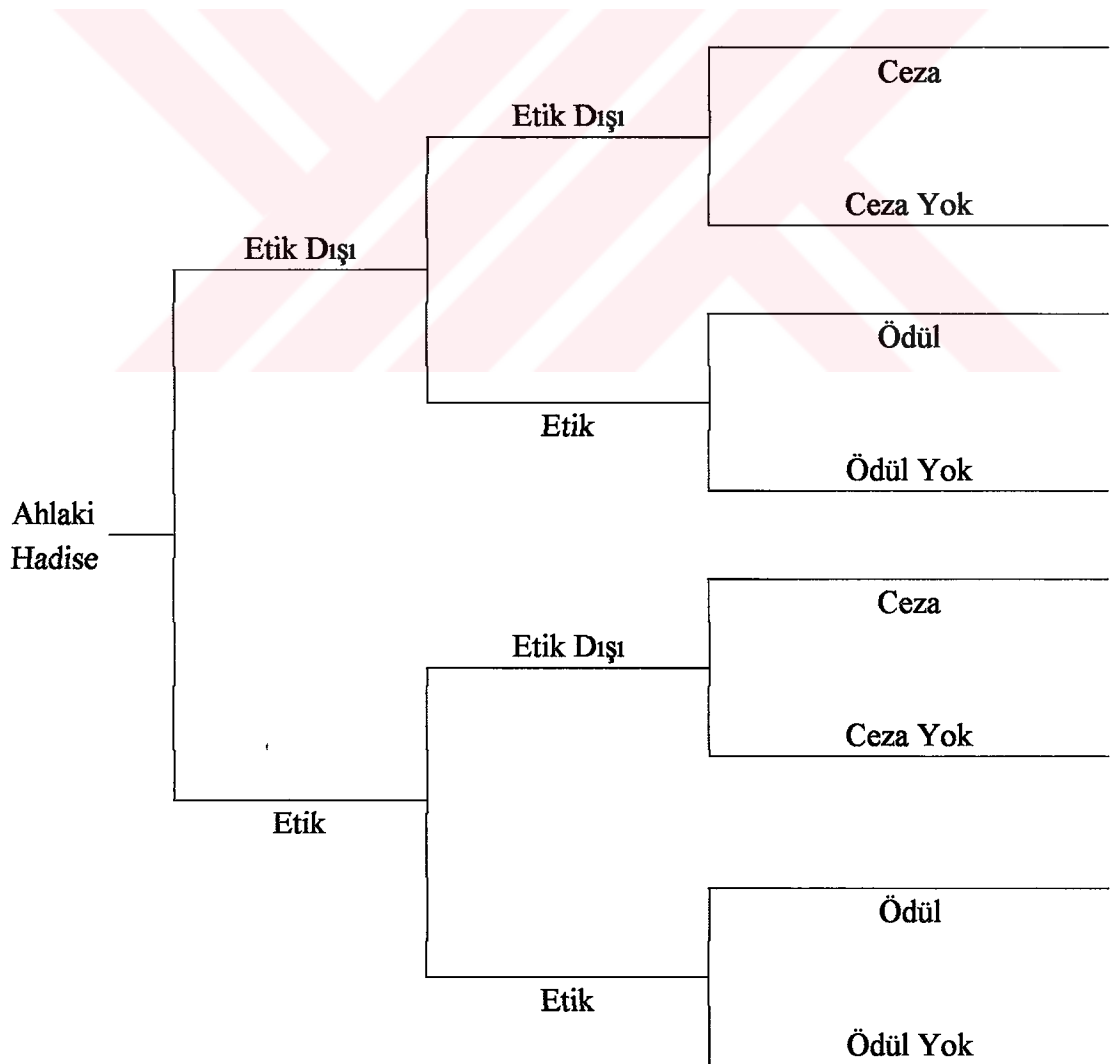 Ceza
Etik Dışı
Ceza Yok
Etik Dışı
Ödül
Etik
Ödül Yok
Ahlaki
Hadise
Ceza
Etik Dışı
Ceza Yok
Etik
Ödül
Etik
Ödül Yok